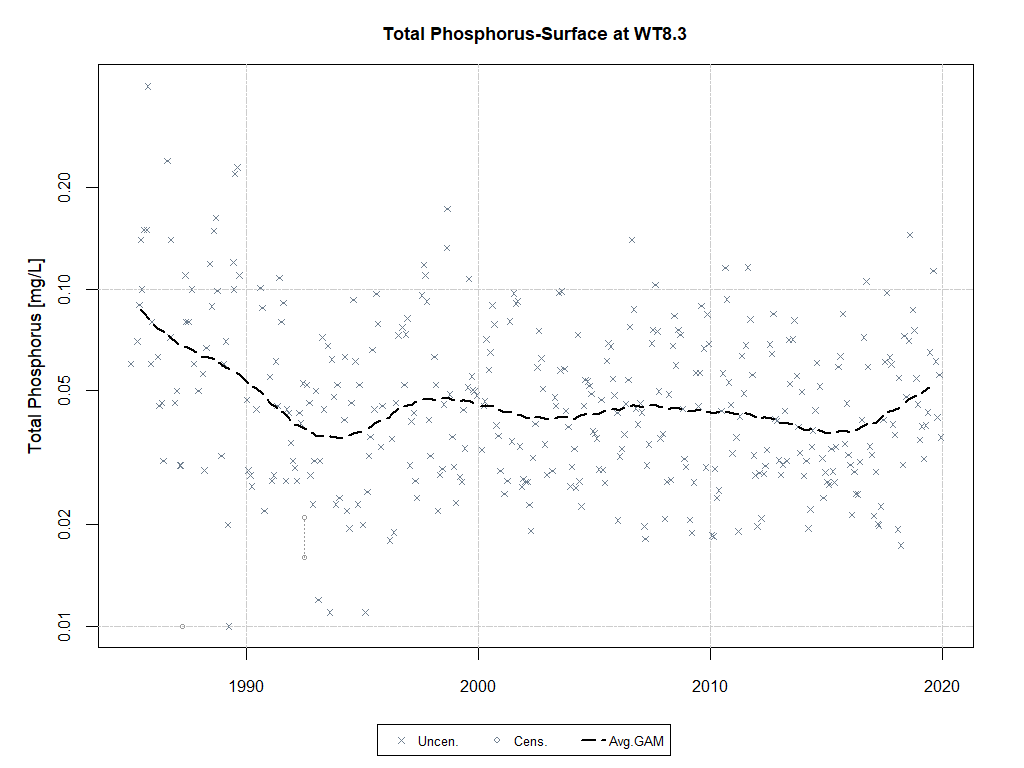 Total Phosphorus-Surface at WT8.3
Total Phosphorus [mg/L]
0.20
0.10
0.05
0.02
0.01
1990 2000 2010 2020
Uncen. Cens. Avg.GAM